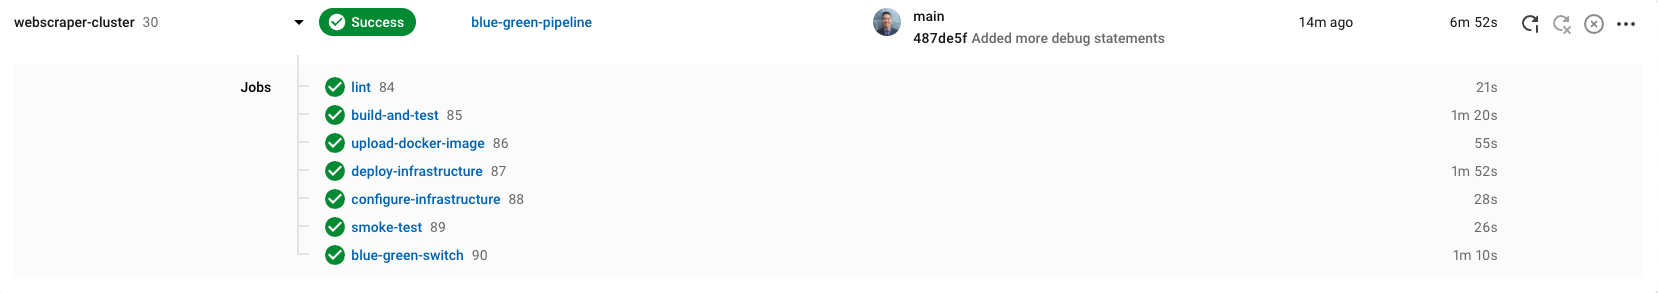 webscraper-cluster 30 Success blue-green-pipeline main 14m ago 6m 52s
487de5f Added more debug statements
Jobs lint 84 21s
build-and-test 85 1m 20s
upload-docker-image 86 55s
deploy-infrastructure 87 1m 52s
configure-infrastructure 88 28s
smoke-test 89 26s
blue-green-switch 90 1m 10s